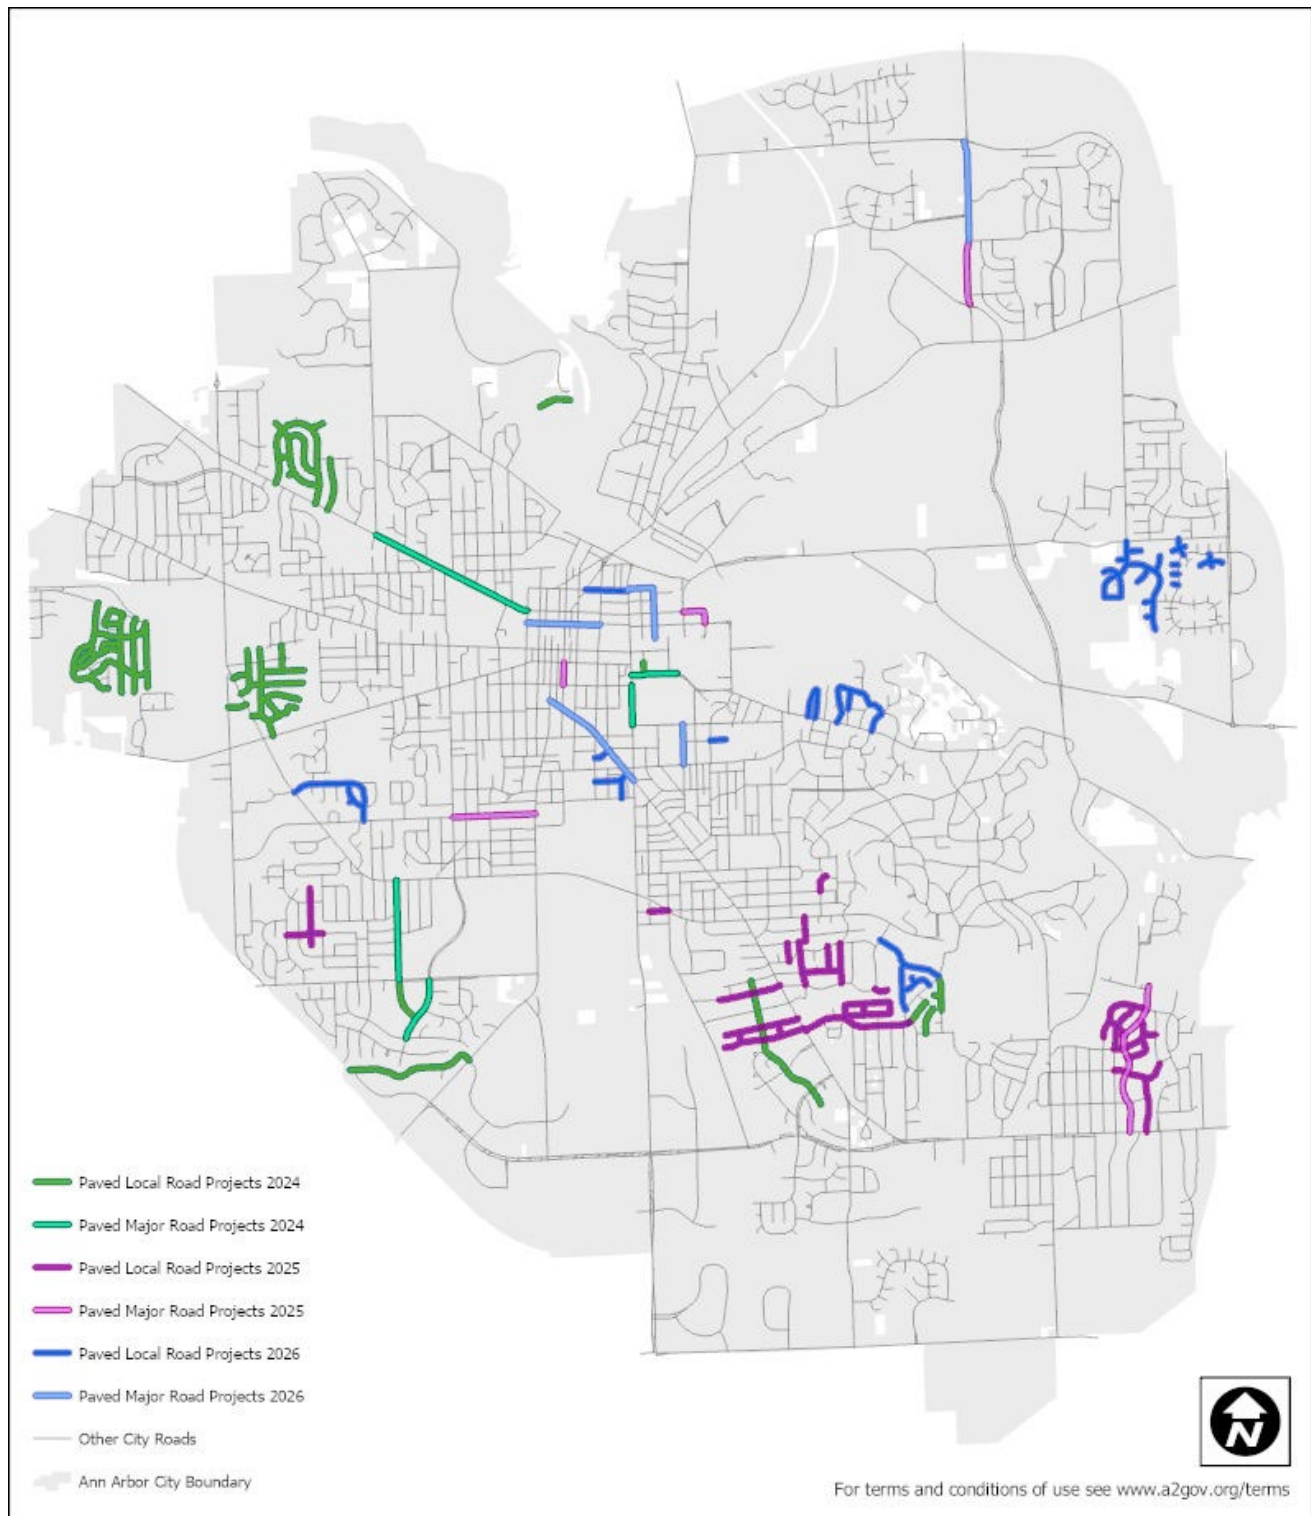 Paved Local Road Projects 2024
Paved Major Road Projects 2024
Paved Local Road Projects 2025
Paved Major Road Projects 2025
Paved Local Road Projects 2026
Paved Major Road Projects 2026
Other City Roads
Ann Arbor City Boundary
N
For terms and conditions of use see www.a2gov.org/terms